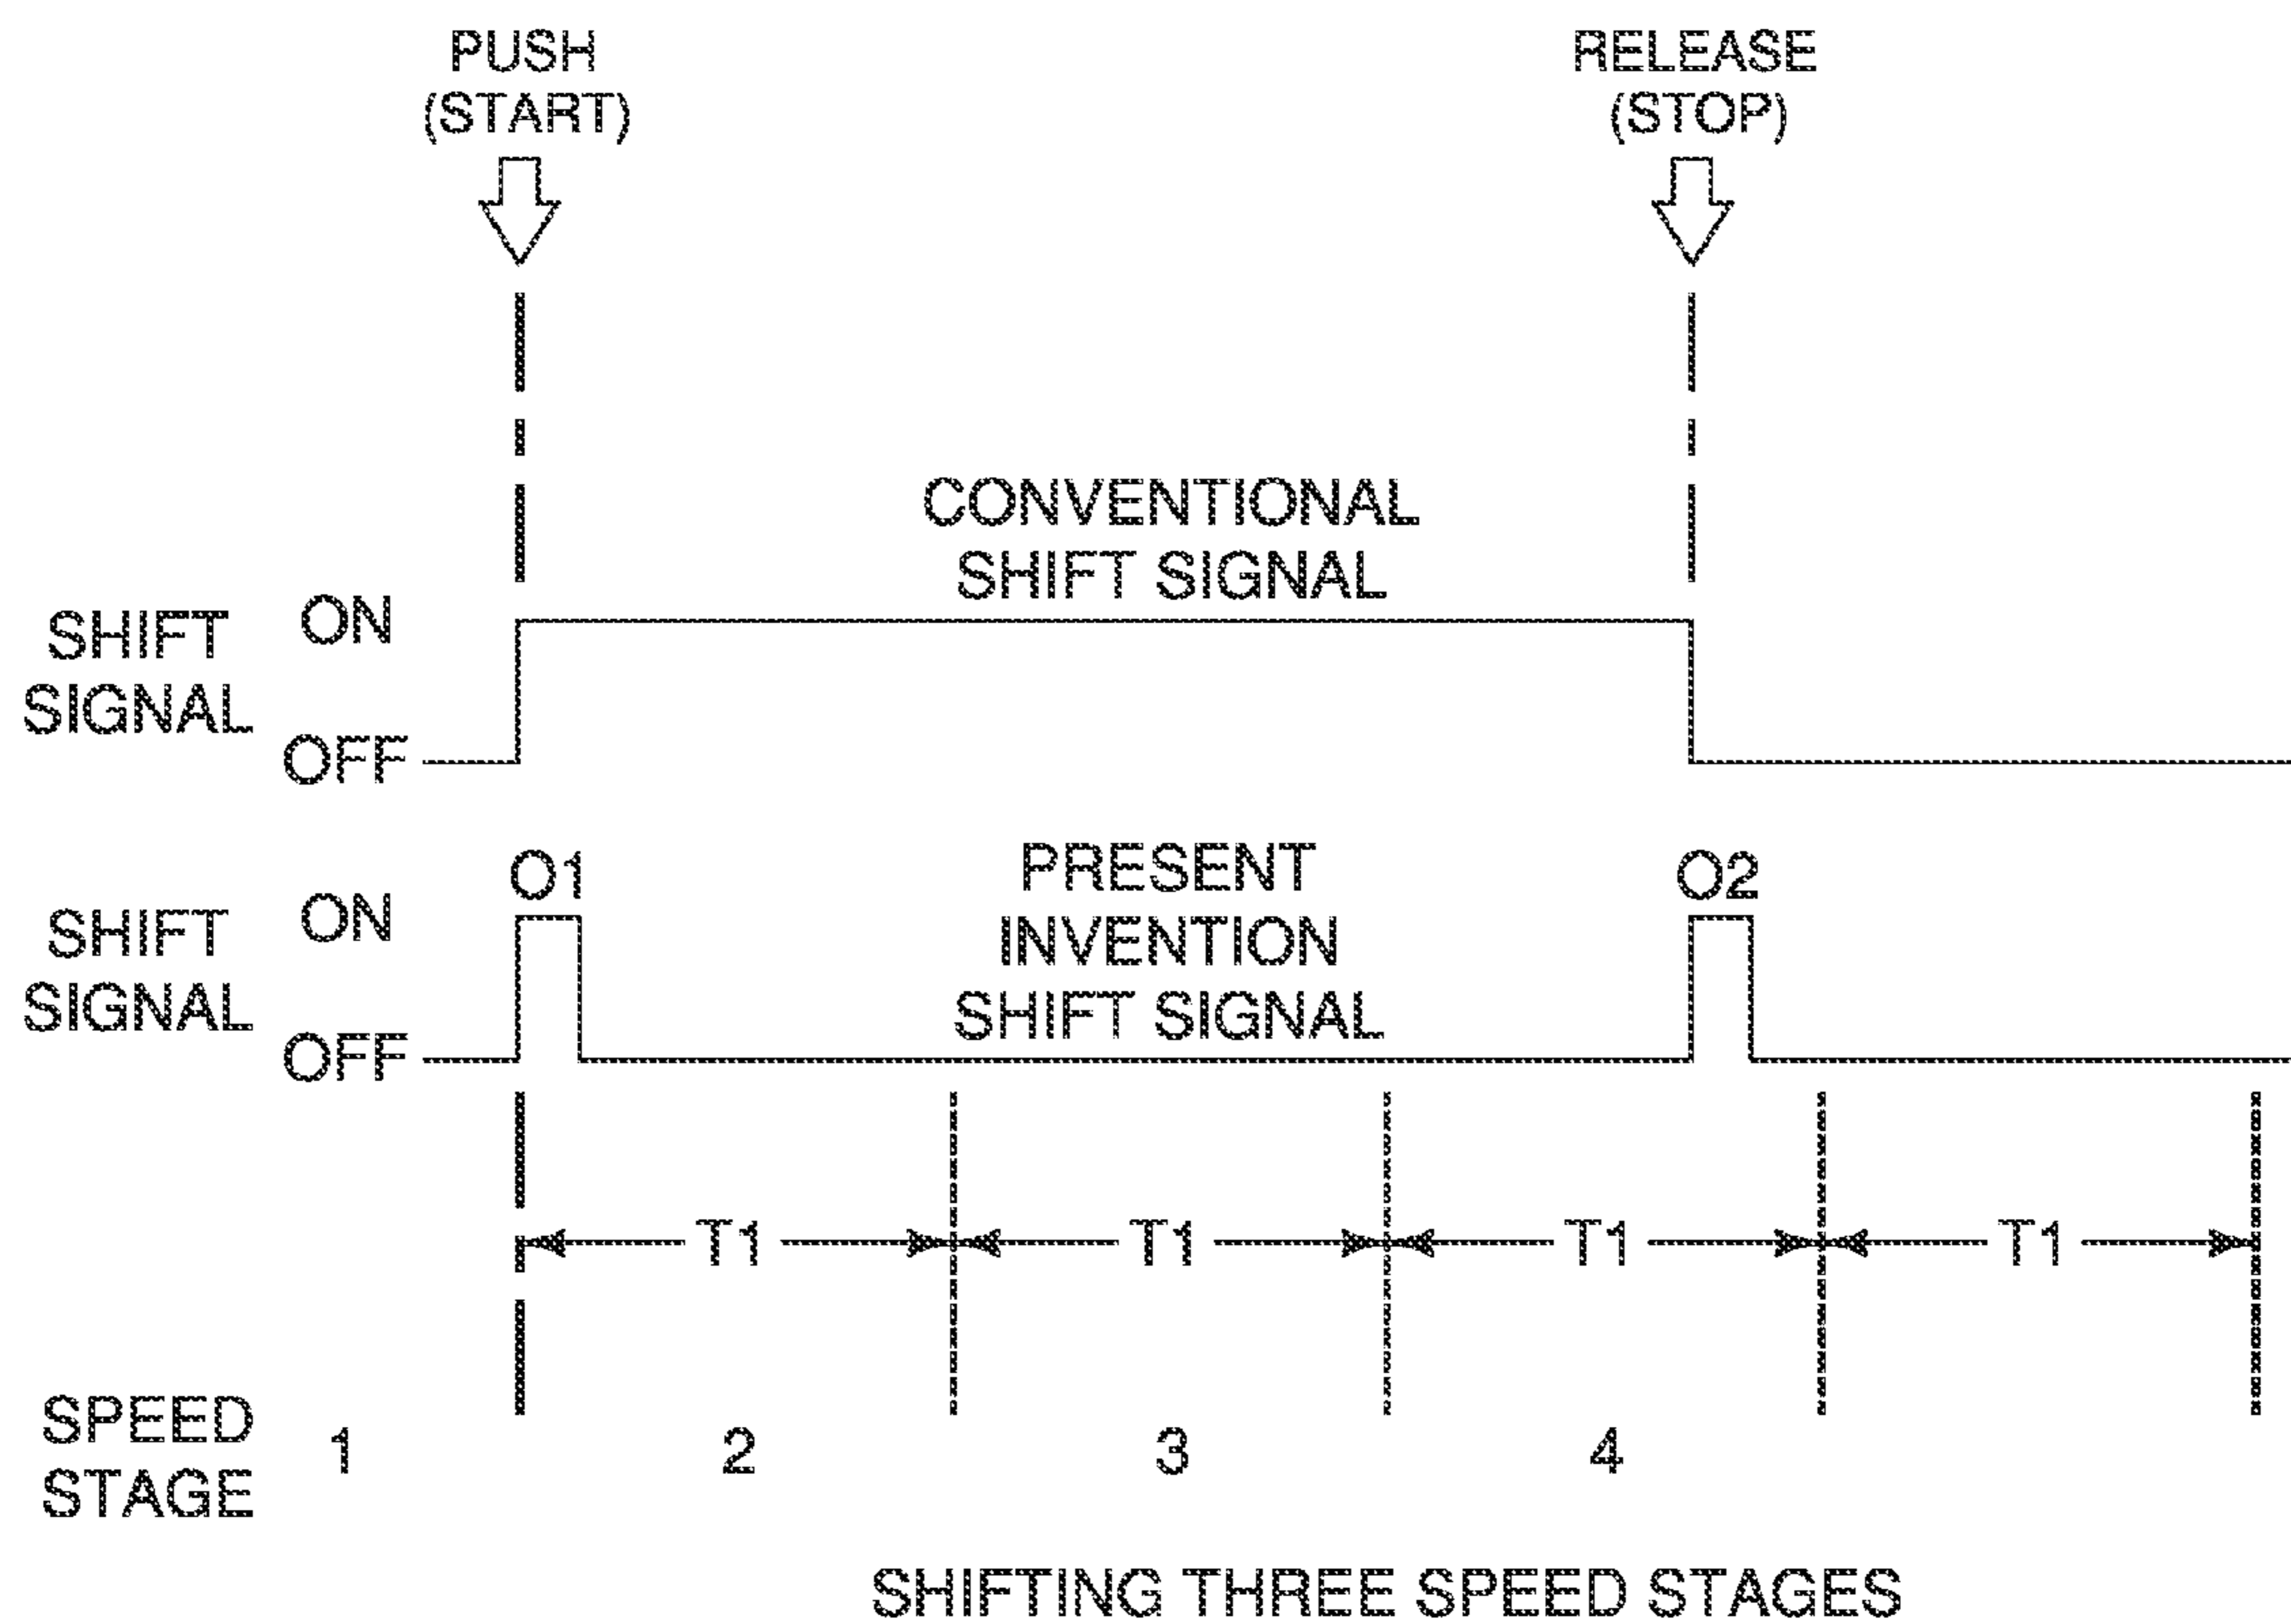 PUSH
(START)
RELEASE
(STOP)
CONVENTIONAL
SHIFT SIGNAL
SHIFT
SIGNAL
ON
OFF
O1
PRESENT
INVENTION
SHIFT SIGNAL
O2
SHIFT
SIGNAL
ON
OFF
T1 T1 T1 T1
SPEED
STAGE
1 2 3 4
SHIFTING THREE SPEED STAGES